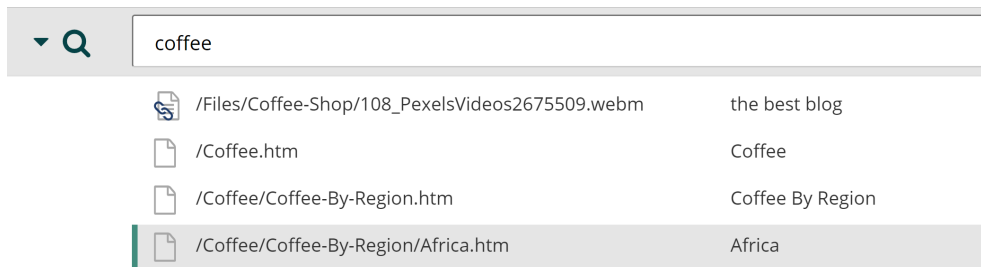 coffee
/Files/Coffee-Shop/108_PexelsVideos2675509.webm the best blog
/Coffee.htm Coffee
/Coffee/Coffee-By-Region.htm Coffee By Region
/Coffee/Coffee-By-Region/Africa.htm Africa